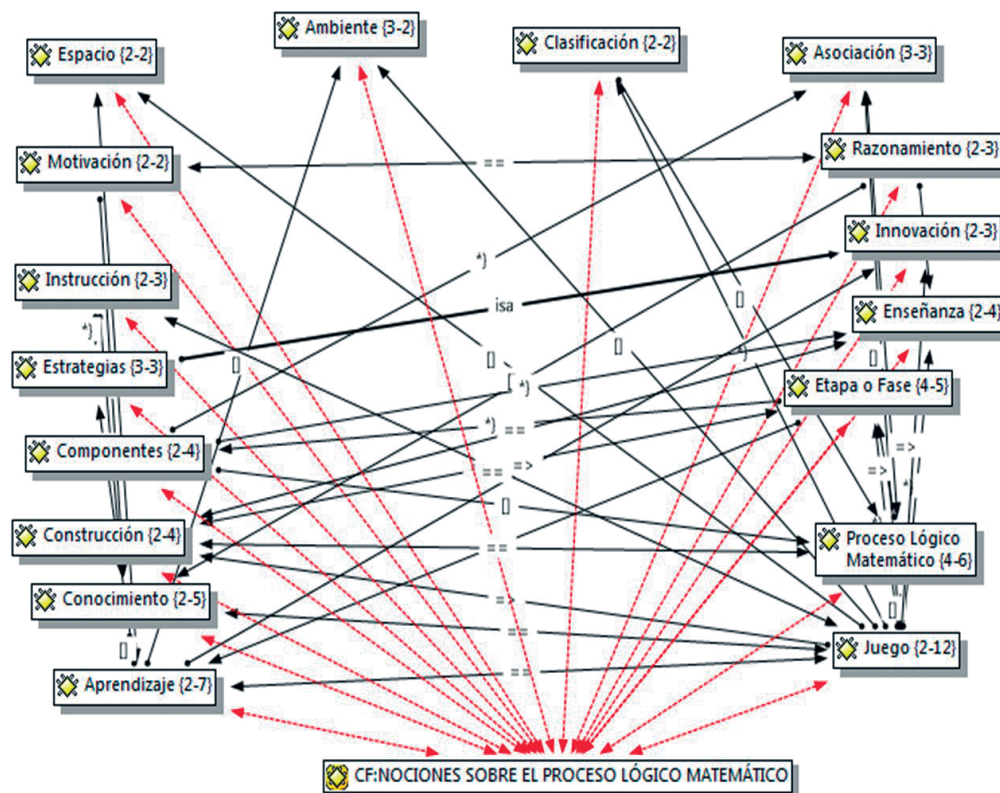 Espacio {2-2}
Ambiente {3-2}
Clasificación {2-2}
Asociación {3-3}
Motivación {2-2}
==
Razonamiento {2-3}
Innovación {2-3}
*}
Instrucción {2-3}
[]
isa
Enseñanza {2-4}
*}
[]
[]
*}
[]
Estrategias {3-3}
[]
*}
Etapa o Fase {4-5}
*}
==
Componentes {2-4}
==
=>
=>
[]
Construcción {2-4}
==
Proceso Lógico
Matemático {4-6}
Conocimiento {2-5}
=>
[]
==
[]
Juego {2-12}
==
Aprendizaje {2-7}
CF:NOCIONES SOBRE EL PROCESO LÓGICO MATEMÁTICO